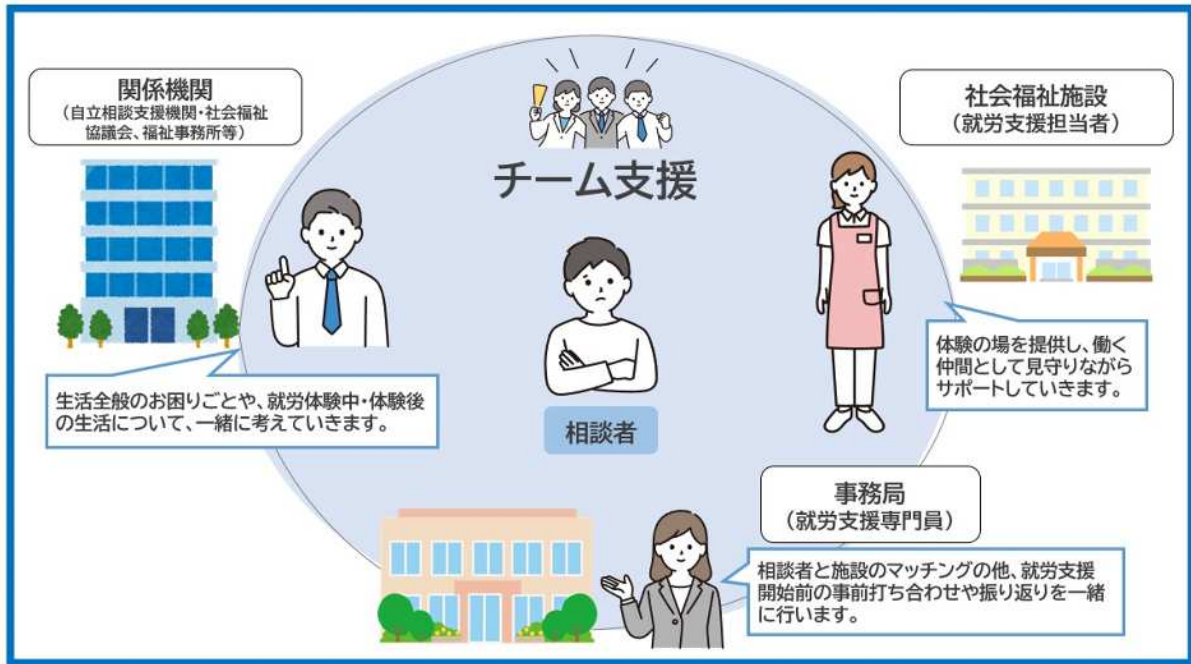 チーム支援
関係機関
(自立相談支援機関・社会福祉
協議会、福祉事務所等)
生活全般のお困りごとや、就労体験中・体験後
の生活について、一緒に考えていきます。
相談者
社会福祉施設
(就労支援担当者)
体験の場を提供し、働く
仲間として見守りながら
サポートしていきます。
事務局
(就労支援専門員)
相談者と施設のマッチングの他、就労支援
開始前の事前打ち合わせや振り返りを一緒
に行います。